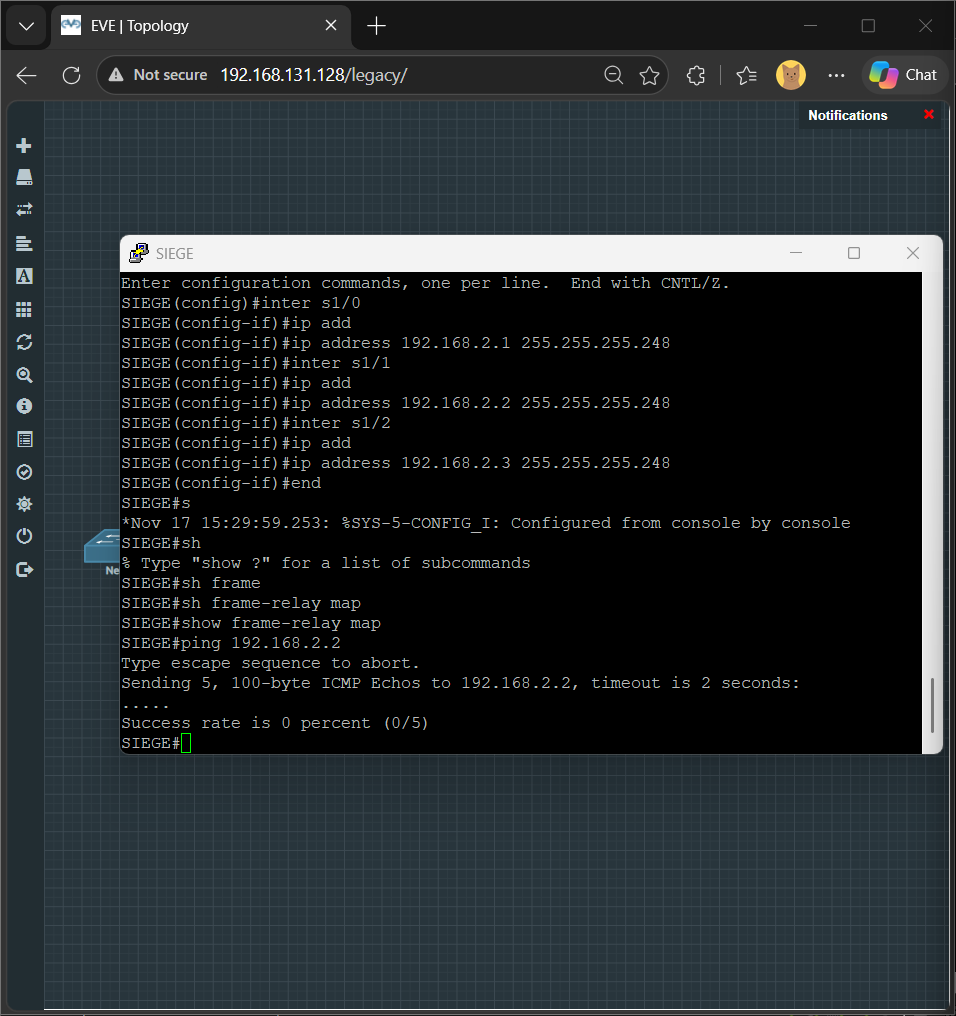 EVE | Topology
Not secure 192.168.131.128/legacy/
Chat
Notifications
SIEGE
Enter configuration commands, one per line.  End with CNTL/Z.
SIEGE(config)#inter s1/0
SIEGE(config-if)#ip add
SIEGE(config-if)#ip address 192.168.2.1 255.255.255.248
SIEGE(config-if)#inter s1/1
SIEGE(config-if)#ip add
SIEGE(config-if)#ip address 192.168.2.2 255.255.255.248
SIEGE(config-if)#inter s1/2
SIEGE(config-if)#ip add
SIEGE(config-if)#ip address 192.168.2.3 255.255.255.248
SIEGE(config-if)#end
SIEGE#s
*Nov 17 15:29:59.253: %SYS-5-CONFIG_I: Configured from console by console
SIEGE#sh
% Type "show ?" for a list of subcommands
Ne
SIEGE#sh frame
SIEGE#sh frame-relay map
SIEGE#show frame-relay map
SIEGE#ping 192.168.2.2
Type escape sequence to abort.
Sending 5, 100-byte ICMP Echos to 192.168.2.2, timeout is 2 seconds:
.....
Success rate is 0 percent (0/5)
SIEGE#